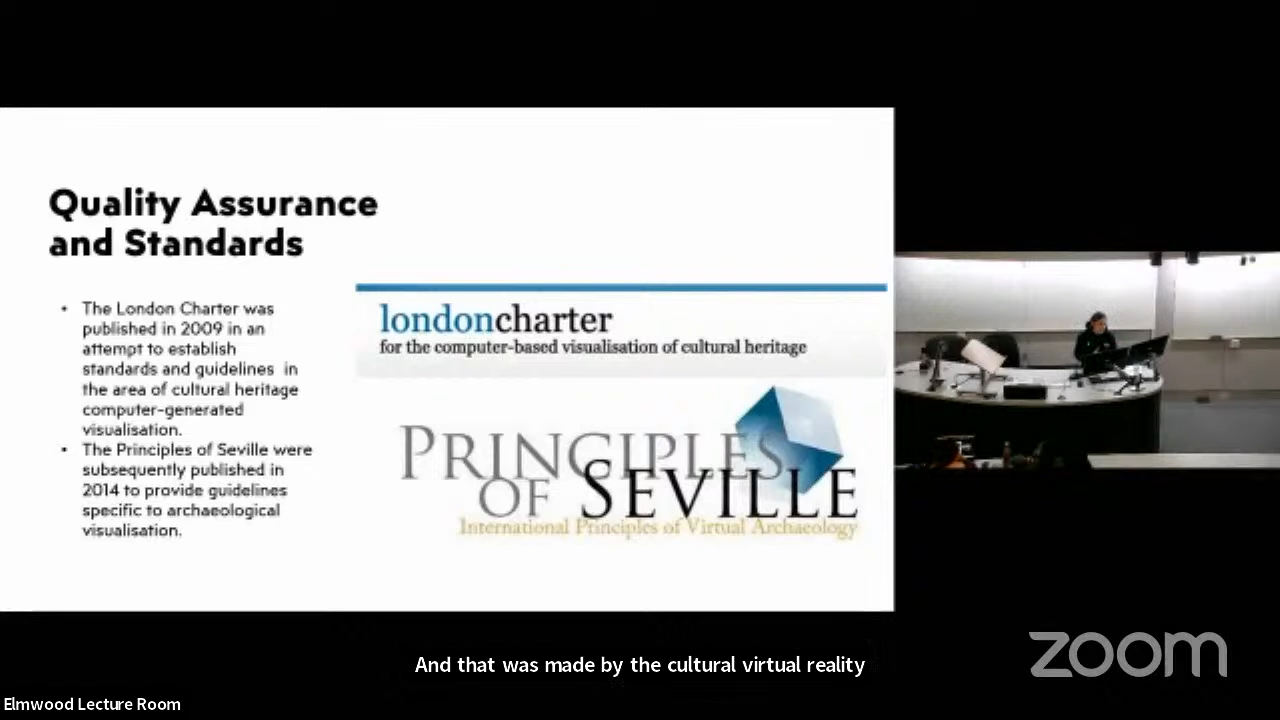 Quality Assurance
and Standards
• The London Charter was
published in 2009 in an
attempt to establish
standards and guidelines in
the area of cultural heritage
computer-generated
visualisation.
• The Principles of Seville were
subsequently published in
2014 to provide guidelines
specific to archaeological
visualisation.
londoncharter
for the computer-based visualisation of cultural heritage
PRINCIPLES
OF SEVILLE
International Principles of Virtual Archaeology
And that was made by the cultural virtual reality
zoom
Elmwood Lecture Room